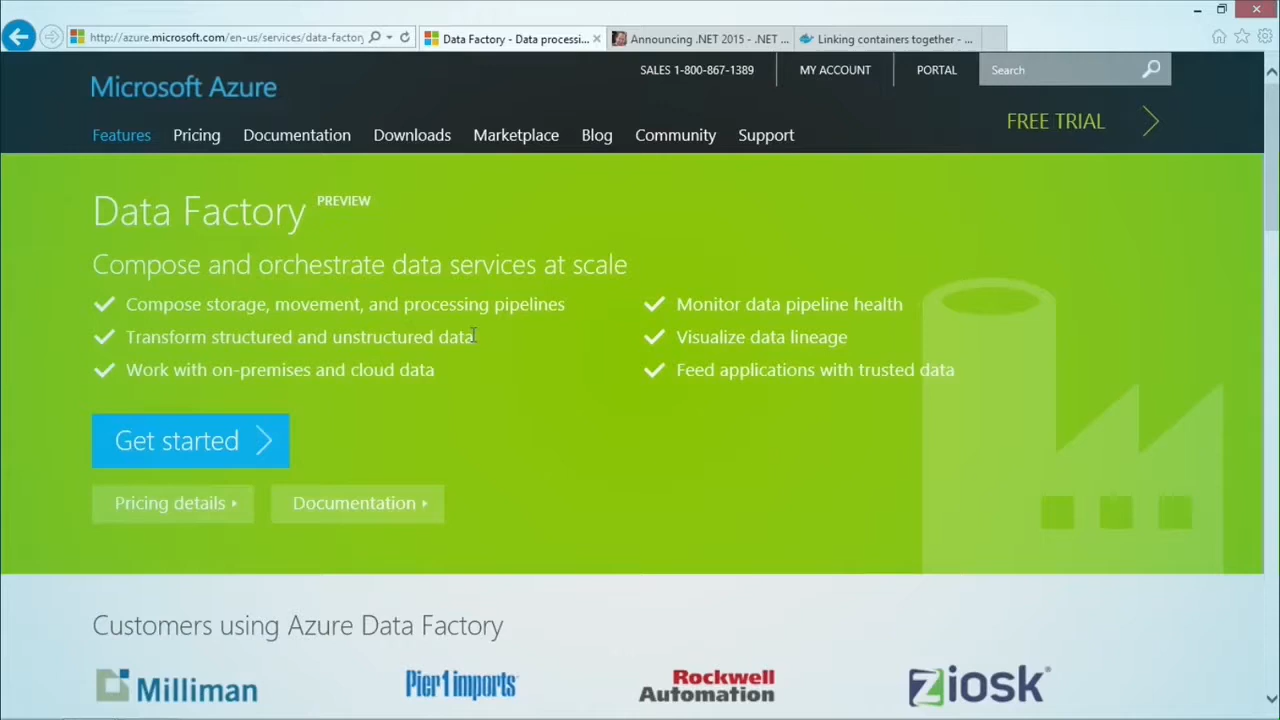 http://azure.microsoft.com/en-us/services/data-factory
Data Factory - Data processi...
Announcing .NET 2015 - .NET ...
Linking containers together - ...
SALES 1-800-867-1389
MY ACCOUNT
PORTAL
Search
Microsoft Azure
FREE TRIAL
Features Pricing Documentation Downloads Marketplace Blog Community Support
Data Factory PREVIEW
Compose and orchestrate data services at scale
Compose storage, movement, and processing pipelines
Transform structured and unstructured data
Work with on-premises and cloud data
Monitor data pipeline health
Visualize data lineage
Feed applications with trusted data
Get started
Pricing details
Documentation
Customers using Azure Data Factory
Milliman
Pier 1 imports
Rockwell
Automation
Ziosk